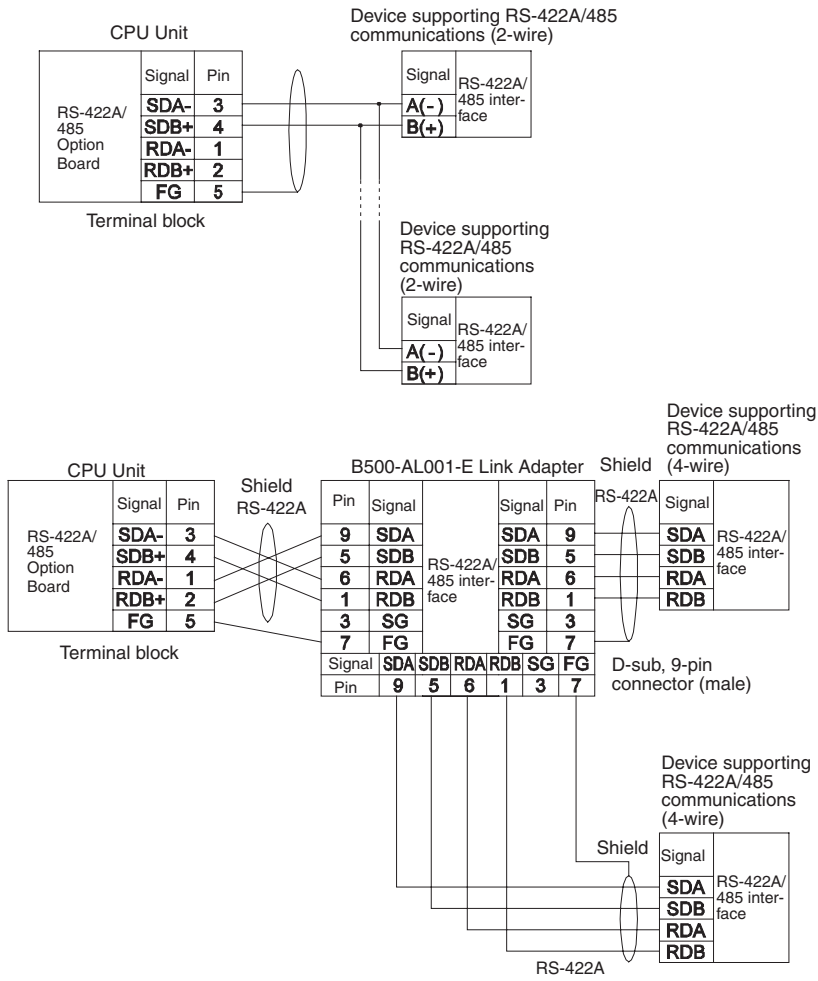 Device supporting RS-422A/485
communications (2-wire)
CPU Unit
Signal Pin
RS-422A/
485
Option
Board
SDA- 3
SDB+ 4
RDA- 1
RDB+ 2
FG 5
Terminal block
Signal
A(-)
B(+)
RS-422A/
485 inter-
face
Device supporting
RS-422A/485
communications
(2-wire)
Signal
A(-)
B(+)
RS-422A/
485 inter-
face
Device supporting
RS-422A/485
communications
(4-wire)
CPU Unit
Signal Pin
RS-422A/
485
Option
Board
SDA- 3
SDB+ 4
RDA- 1
RDB+ 2
FG 5
Terminal block
Shield
RS-422A
B500-AL001-E Link Adapter
Pin Signal
9 SDA
5 SDB
6 RDA
1 RDB
3 SG
7 FG
RS-422A/
485 inter-
face
Signal Pin
SDA 9
SDB 5
RDA 6
RDB 1
SG 3
FG 7
Signal SDA SDB RDA RDB SG FG
Pin 9 5 6 1 3 7
Shield
RS-422A
Signal
SDA
SDB
RDA
RDB
RS-422A/
485 inter-
face
D-sub, 9-pin
connector (male)
Device supporting
RS-422A/485
communications
(4-wire)
Shield
Signal
SDA
SDB
RDA
RDB
RS-422A/
485 inter-
face
RS-422A